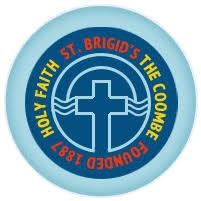 HOLY FAITH ST. BRIGID'S THE COOMBE
FOUNDED 1887